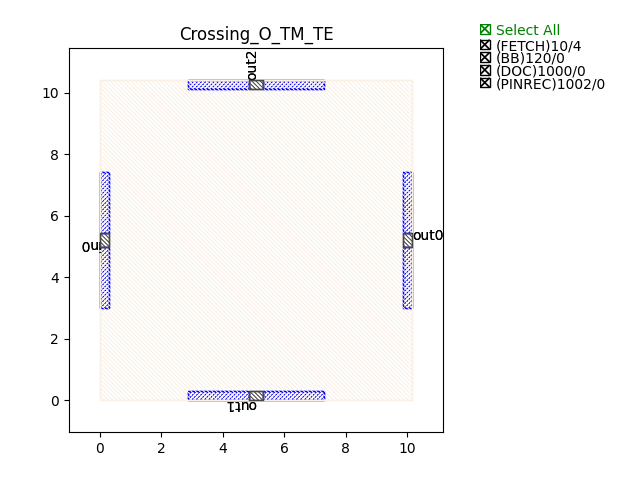 Crossing_O_TM_TE
Select All
(FETCH)10/4
(BB)120/0
(DOC)1000/0
(PINREC)1002/0
out2
10
8
6
out0
4
2
0
out1
0
2
4
6
8
10